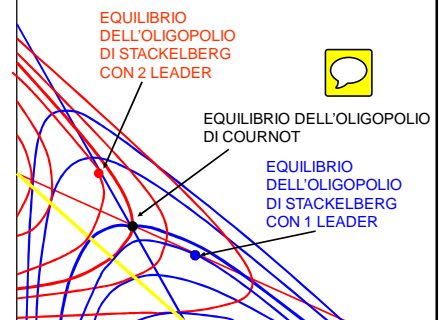 EQUILIBRIO
DELL'OLIGOPOLIO
DI STACKELBERG
CON 2 LEADER
EQUILIBRIO DELL'OLIGOPOLIO
DI COURNOT
EQUILIBRIO
DELL'OLIGOPOLIO
DI STACKELBERG
CON 1 LEADER